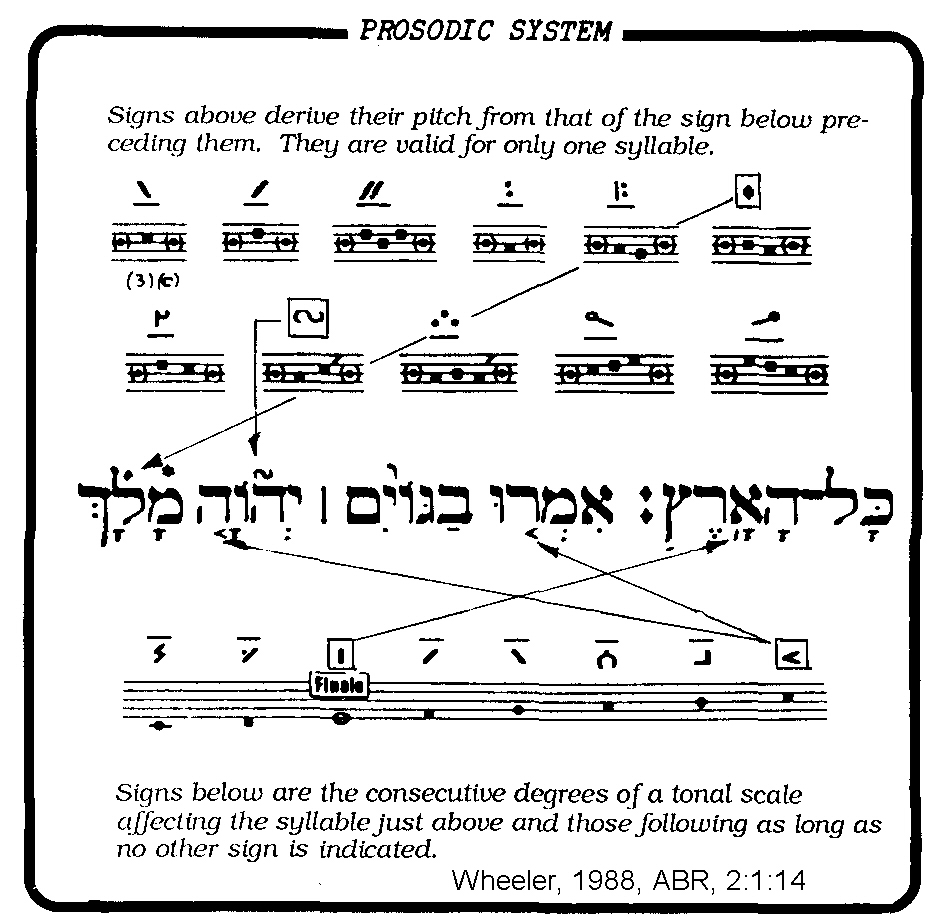 PROSODIC SYSTEM
Signs above derive their pitch from that of the sign below pre-
ceding them. They are valid for only one syllable.
(3)(c)
כָּל־הָאָֽרֶץ׃ אִמְר֤וּ בַגּוֹיִ֨ם ׀ יְהוָ֤ה מָלָךְ
Finale
Signs below are the consecutive degrees of a tonal scale
affecting the syllable just above and those following as long as
no other sign is indicated.
Wheeler, 1988, ABR, 2:1:14